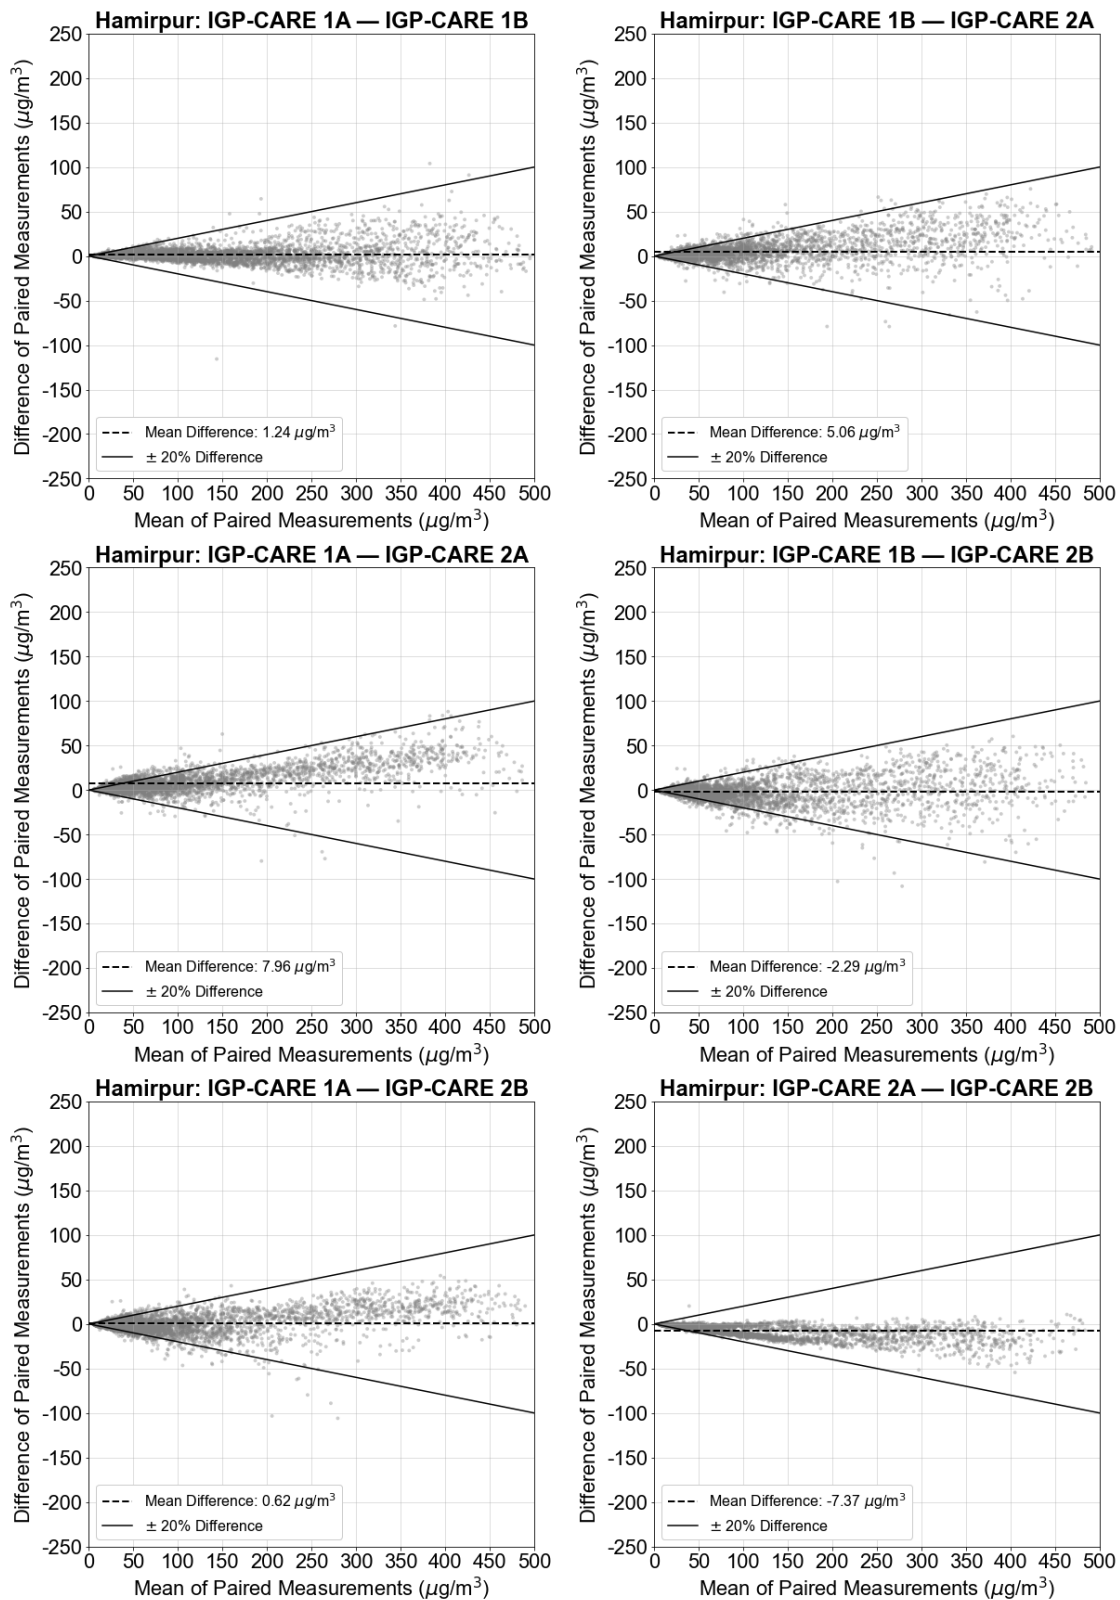 Hamirpur: IGP-CARE 1A — IGP-CARE 1B
250
200
150
100
50
0
-50
-100
-150
-200
-250
Difference of Paired Measurements (µg/m³)
Mean Difference: 1.24 µg/m³
± 20% Difference
0 50 100 150 200 250 300 350 400 450 500
Mean of Paired Measurements (µg/m³)
Hamirpur: IGP-CARE 1B — IGP-CARE 2A
250
200
150
100
50
0
-50
-100
-150
-200
-250
Difference of Paired Measurements (µg/m³)
Mean Difference: 5.06 µg/m³
± 20% Difference
0 50 100 150 200 250 300 350 400 450 500
Mean of Paired Measurements (µg/m³)
Hamirpur: IGP-CARE 1A — IGP-CARE 2A
250
200
150
100
50
0
-50
-100
-150
-200
-250
Difference of Paired Measurements (µg/m³)
Mean Difference: 7.96 µg/m³
± 20% Difference
0 50 100 150 200 250 300 350 400 450 500
Mean of Paired Measurements (µg/m³)
Hamirpur: IGP-CARE 1B — IGP-CARE 2B
250
200
150
100
50
0
-50
-100
-150
-200
-250
Difference of Paired Measurements (µg/m³)
Mean Difference: -2.29 µg/m³
± 20% Difference
0 50 100 150 200 250 300 350 400 450 500
Mean of Paired Measurements (µg/m³)
Hamirpur: IGP-CARE 1A — IGP-CARE 2B
250
200
150
100
50
0
-50
-100
-150
-200
-250
Difference of Paired Measurements (µg/m³)
Mean Difference: 0.62 µg/m³
± 20% Difference
0 50 100 150 200 250 300 350 400 450 500
Mean of Paired Measurements (µg/m³)
Hamirpur: IGP-CARE 2A — IGP-CARE 2B
250
200
150
100
50
0
-50
-100
-150
-200
-250
Difference of Paired Measurements (µg/m³)
Mean Difference: -7.37 µg/m³
± 20% Difference
0 50 100 150 200 250 300 350 400 450 500
Mean of Paired Measurements (µg/m³)